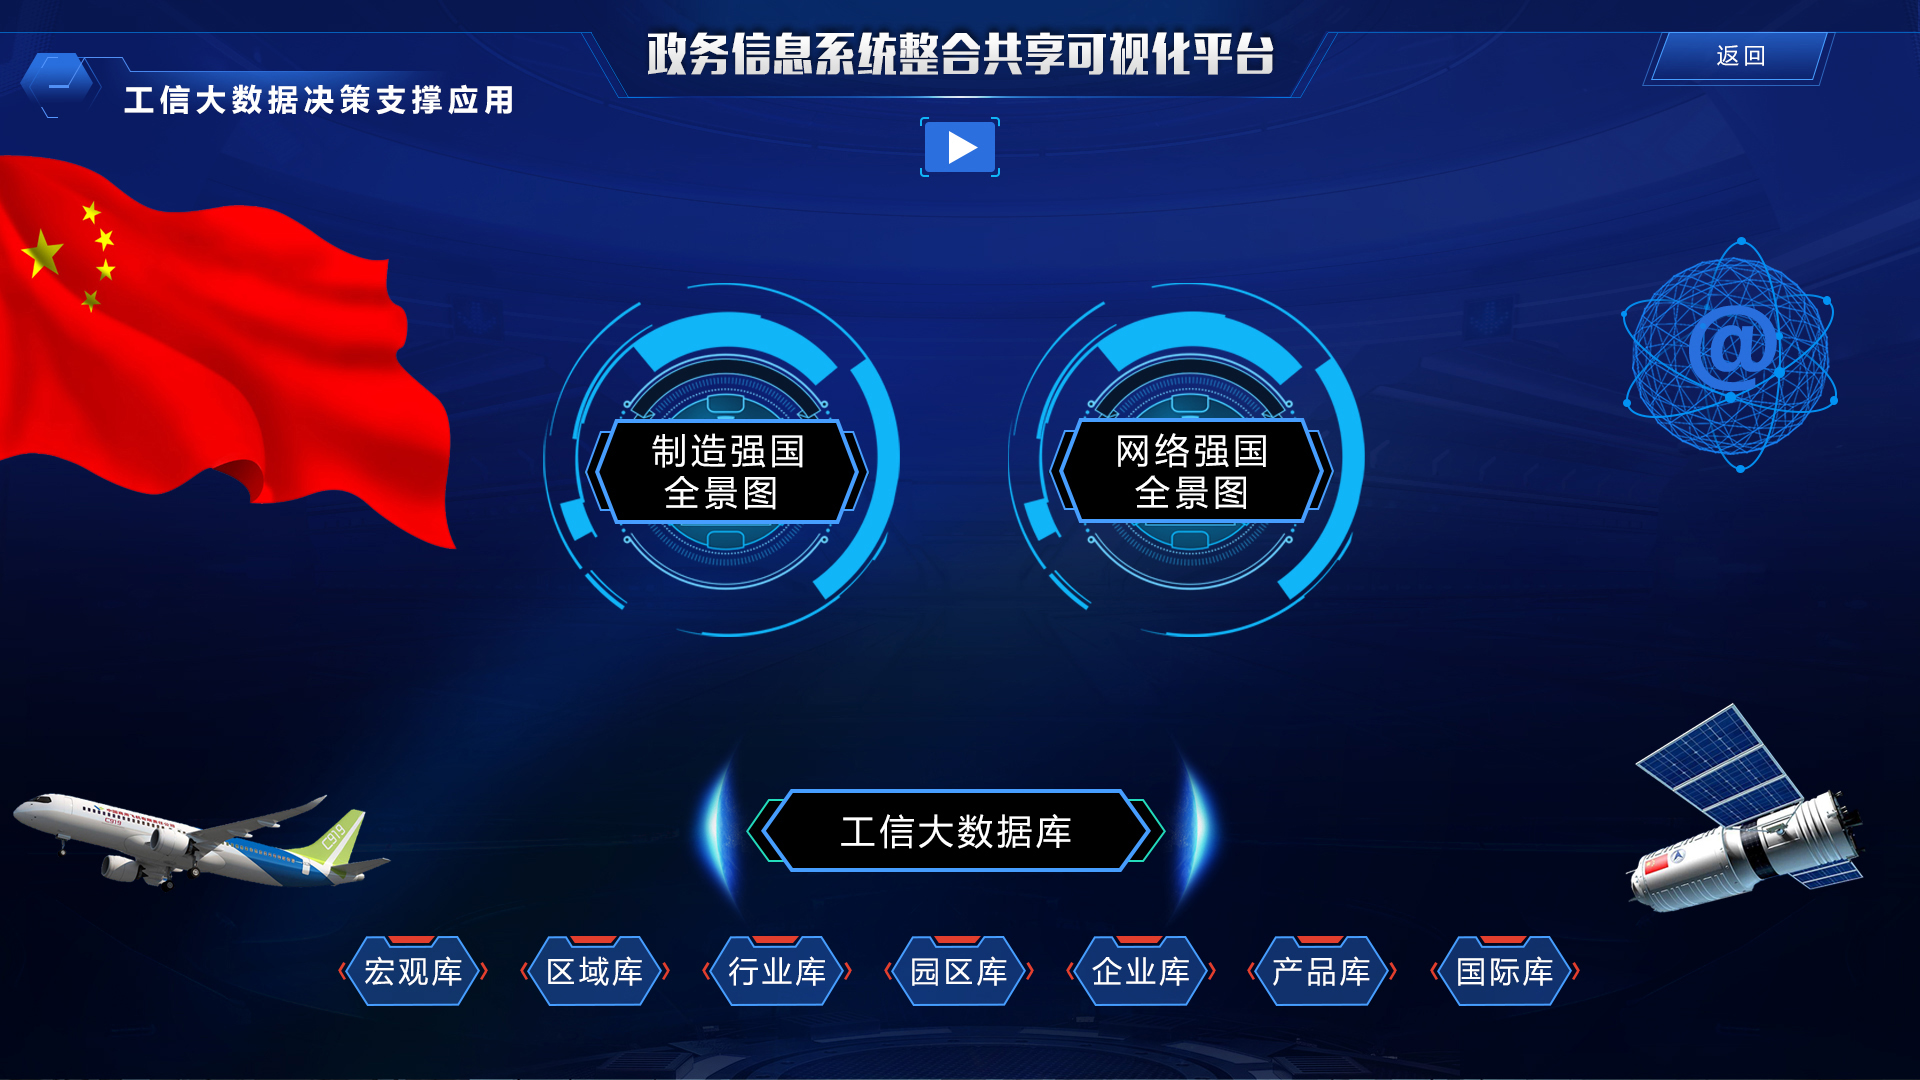 政务信息系统整合共享可视化平台
返回
工信大数据决策支撑应用
@
制造强国
全景图
网络强国
全景图
C919
C919
工信大数据库
宏观库
区域库
行业库
园区库
企业库
产品库
国际库